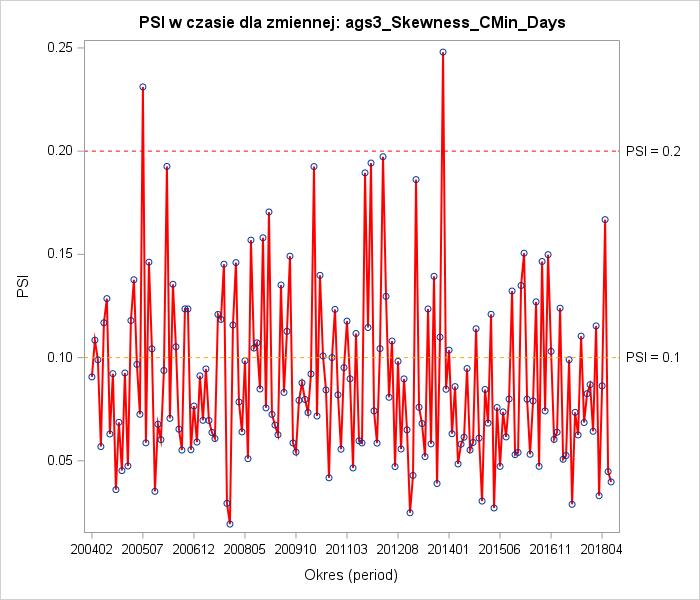 PSI w czasie dla zmiennej: ags3_Skewness_CMin_Days
0.25
0.20
0.15
0.10
0.05
PSI
PSI = 0.2
PSI = 0.1
200402 200507 200612 200805 200910 201103 201208 201401 201506 201611 201804
Okres (period)